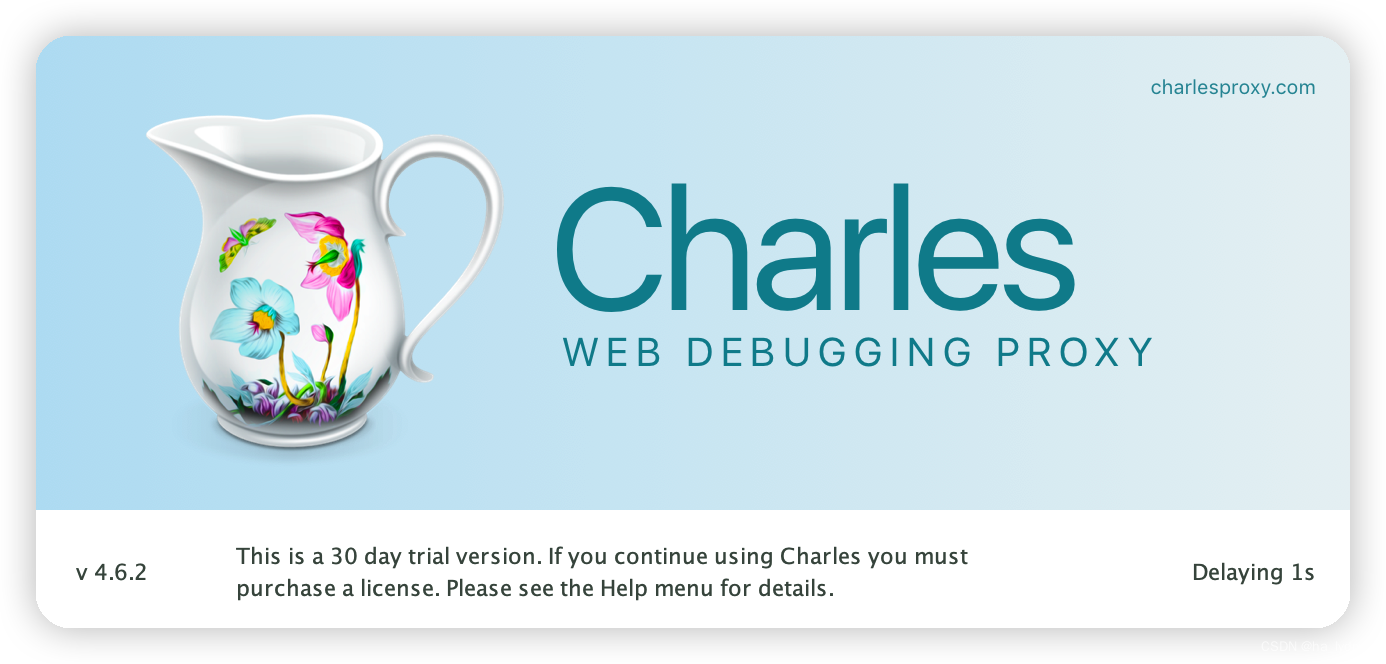 charlesproxy.com
Charles
WEB DEBUGGING PROXY
v 4.6.2
This is a 30 day trial version. If you continue using Charles you must
purchase a license. Please see the Help menu for details.
Delaying 1s